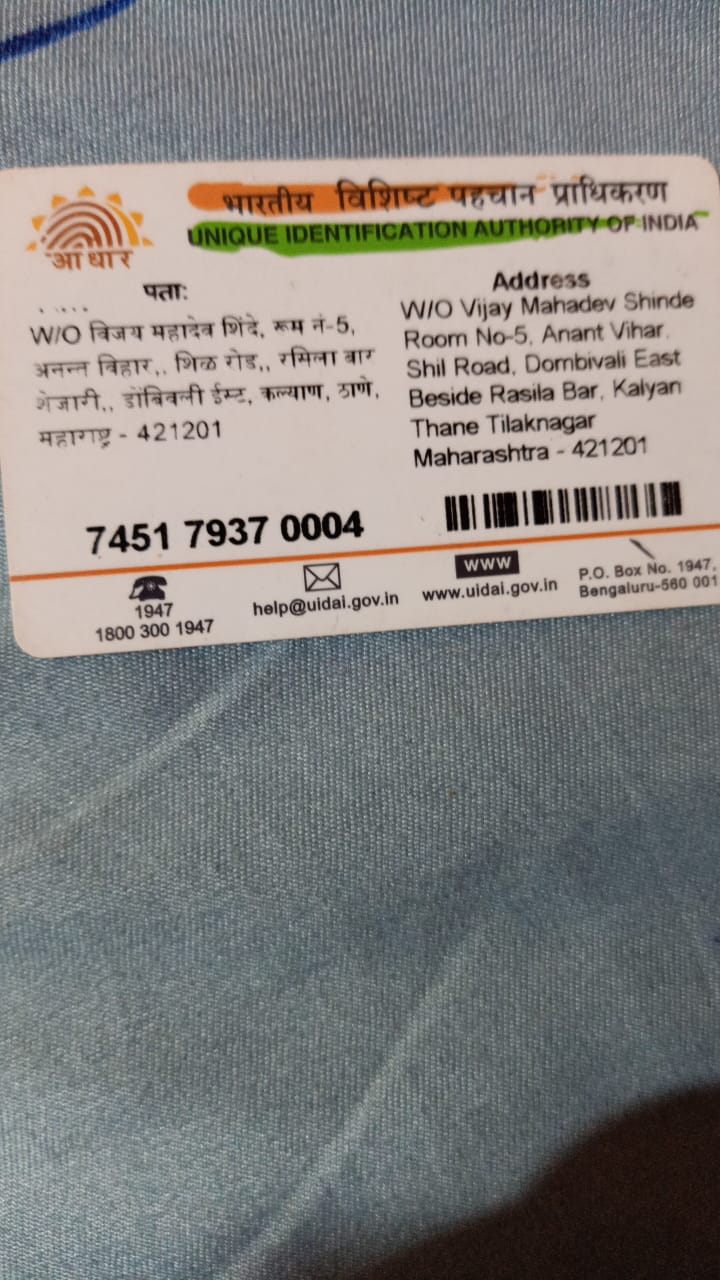 भारतीय विशिष्ट पहचान प्राधिकरण
UNIQUE IDENTIFICATION AUTHORITY OF INDIA
आधार
पता:
W/O विजय महादेव शिंदे, रूम नं-5,
अनन्त विहार,, शिळ रोड,, रसिला बार
शेजारी,, डोंबिवली ईस्ट, कल्याण, ठाणे,
महाराष्ट्र - 421201
Address
W/O Vijay Mahadev Shinde
Room No-5, Anant Vihar,
Shil Road, Dombivali East
Beside Rasila Bar, Kalyan
Thane Tilaknagar
Maharashtra - 421201
7451 7937 0004
1947
1800 300 1947
help@uidai.gov.in
www
www.uidai.gov.in
P.O. Box No. 1947,
Bengaluru-560 001